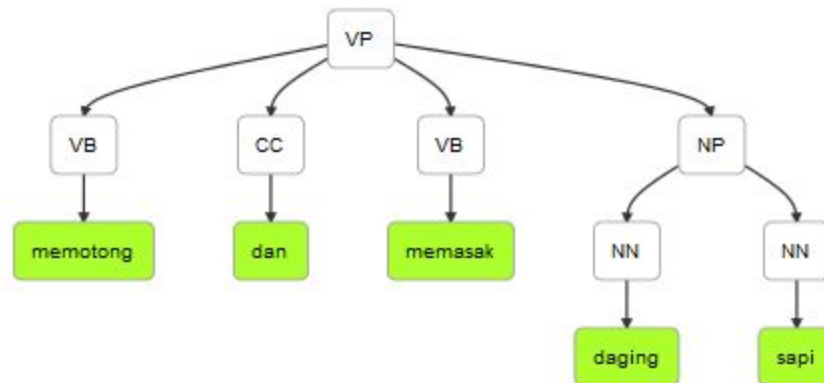 VP
VB CC VB NP
memotong dan memasak NN NN
daging sapi